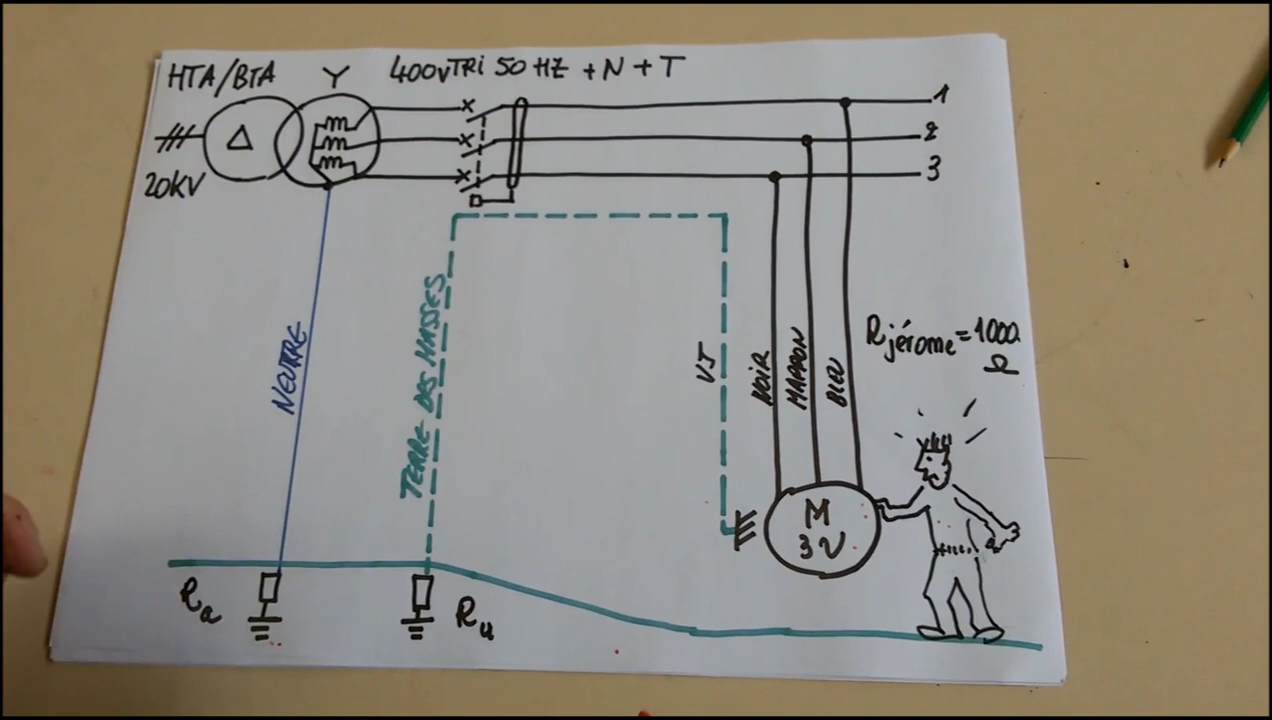 HTA/BTA Y 400V TRI 50 HZ + N + T
Δ
20KV
1
2
3
NEUTRE
TERRE DES MASSES
VJ
NOIR
MARRON
BLEU
Rjérome = 1000
Ω
M
3~
Ra
Ru